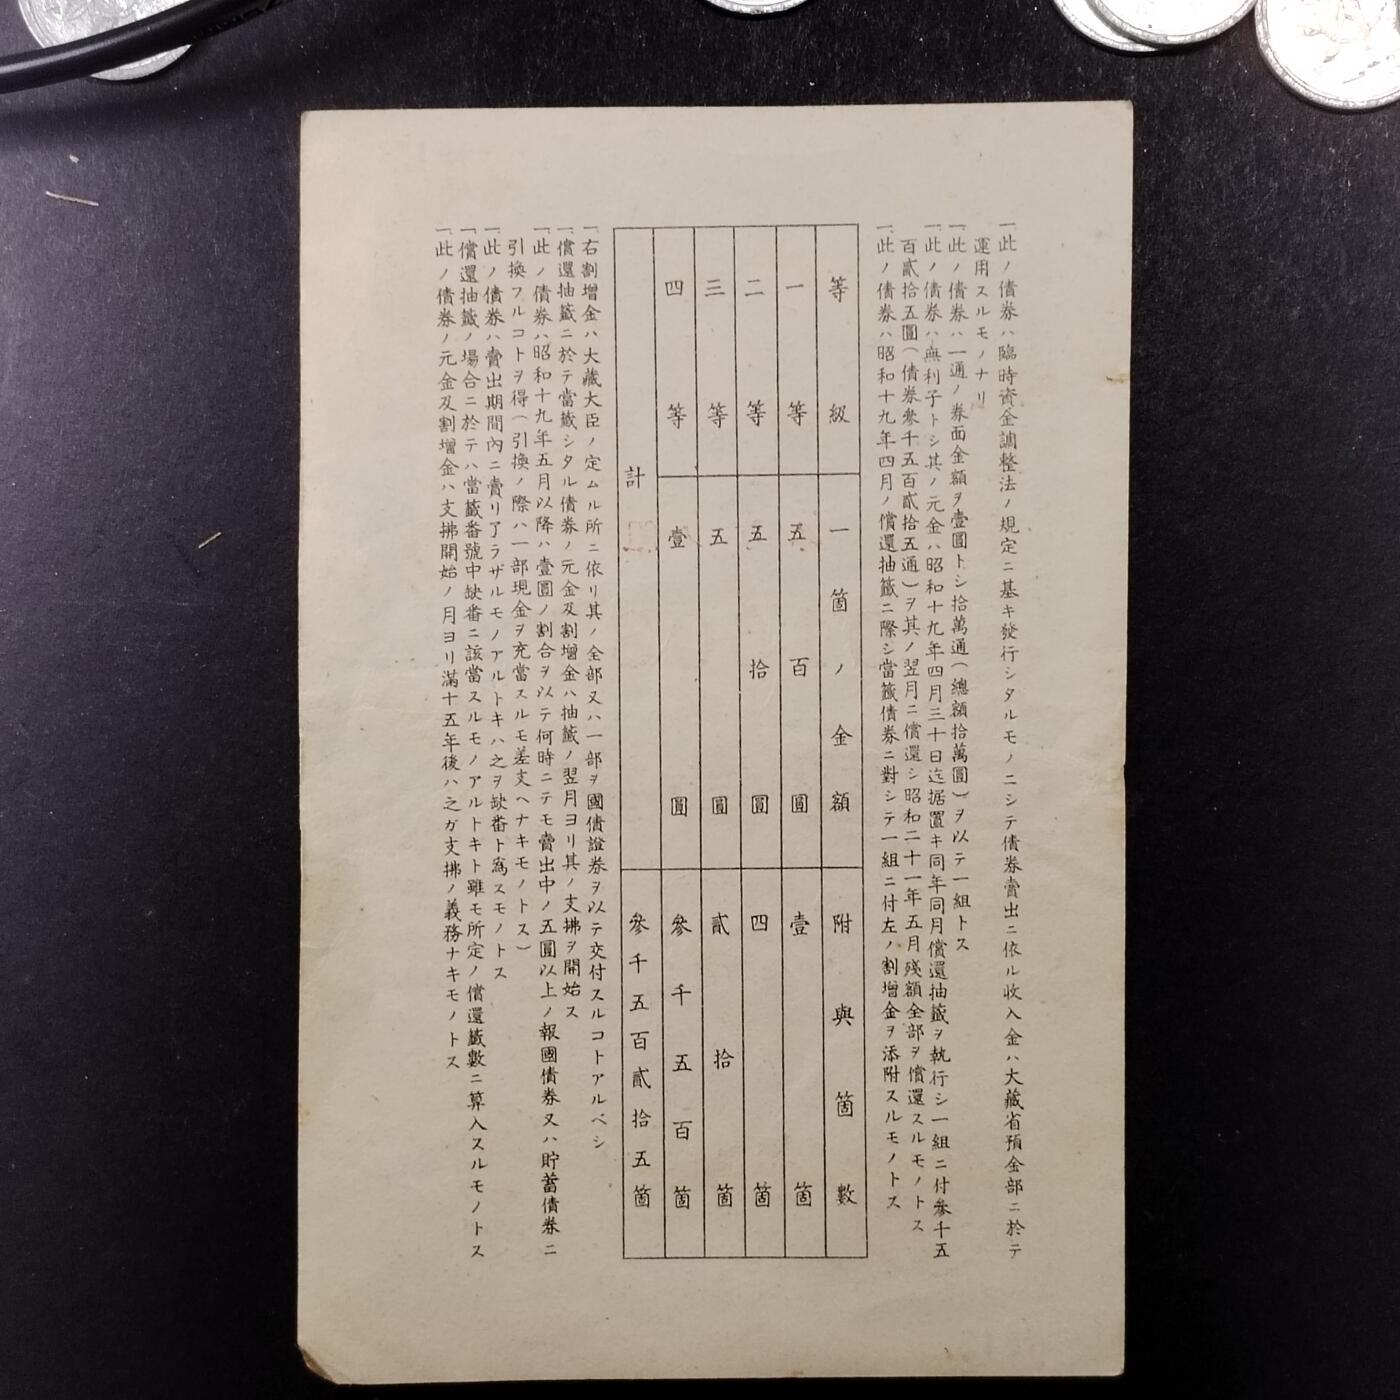 一、此ノ債券ハ臨時資金調整法ノ規定ニ基キ發行シタルモノニシテ債券賣出ニ依ル收入金ハ大藏省預金部ニ於テ
運用スルモノナリ
一、此ノ債券ハ一通ノ券面金額ヲ壹圓トシ拾萬通(總額拾萬圓)ヲ以テ一組トス
一、此ノ債券ハ無利子トシ其ノ元金ハ昭和十九年四月三十日迄据置キ同年同月償還抽籤ヲ執行シ一組ニ付參千五
百貳拾五圓(債券參千五百貳拾五通)ヲ其ノ翌月ニ償還シ昭和二十一年五月殘額全部ヲ償還スルモノトス
一、此ノ債券ハ昭和十九年四月ノ償還抽籤ニ際シ當籤債券ニ對シテ一組ニ付左ノ割增金ヲ添附スルモノトス
等級 一箇ノ金額 附與箇數
一等 五百圓 壹箇
二等 五拾圓 四箇
三等 五圓 貳拾箇
四等 壹圓 參千五百箇
計 參千五百貳拾五箇
一、右割增金ハ大藏大臣ノ定ムル所ニ依リ其ノ全部又ハ一部ヲ國債證券ヲ以テ交付スルコトアルベシ
一、償還抽籤ニ於テ當籤シタル債券ノ元金及割增金ハ抽籤ノ翌月ヨリ其ノ支拂ヲ開始ス
一、此ノ債券ハ昭和十九年五月以降ハ壹圓ノ割合ヲ以テ何時ニテモ賣出中ノ五圓以上ノ報國債券又ハ貯蓄債券ニ
引換フルコトヲ得(引換ノ際ハ一部現金ヲ充當スルモ差支ヘナキモノトス)
一、此ノ債券ハ賣出期間內ニ賣リ了ラザルモノアルトキハ之ヲ缺番ト爲スモノトス
一、償還抽籤ノ場合ニ於テハ當籤番號中缺番ニ該當スルモノアルトキト雖モ所定ノ償還籤數ニ算入スルモノトス
一、此ノ債券ノ元金及割增金ハ支拂開始ノ月ヨリ滿十五年後ハ之ガ支拂ノ義務ナキモノトス